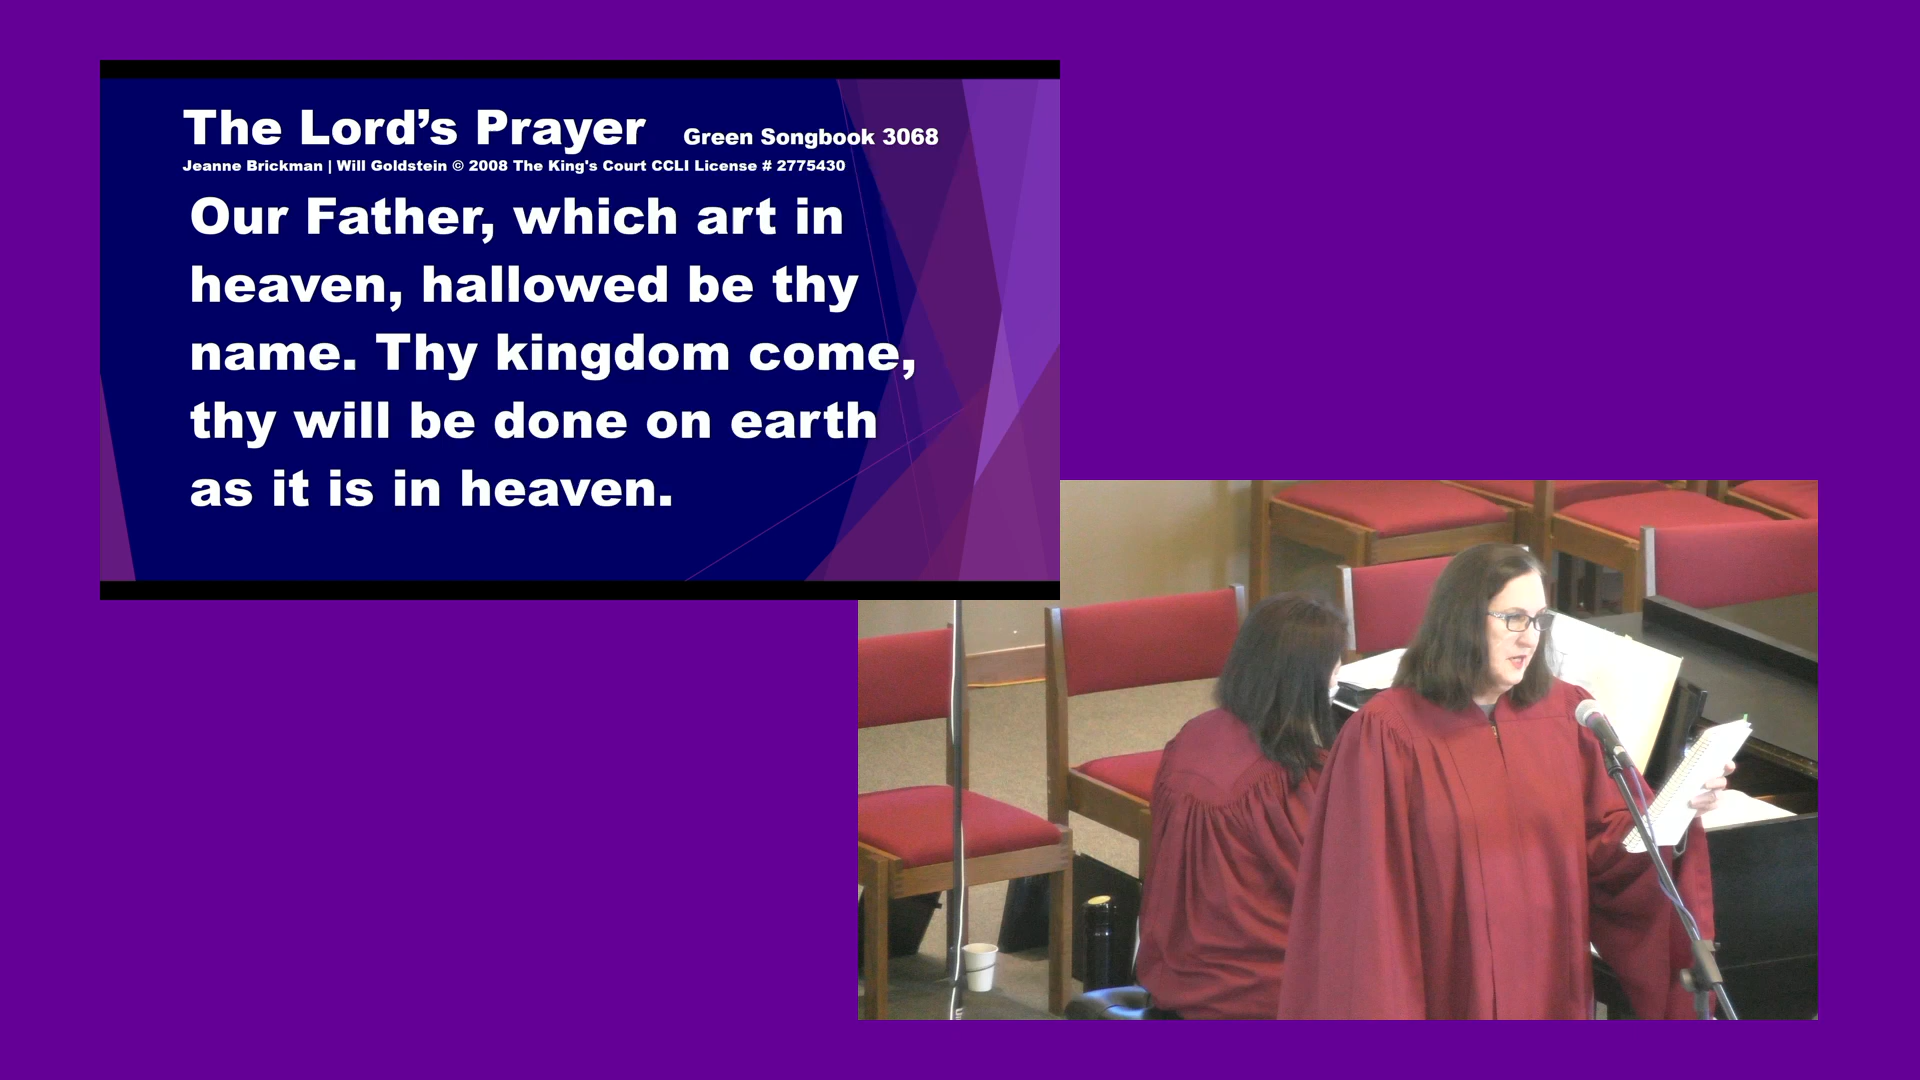 The Lord’s Prayer Green Songbook 3068
Jeanne Brickman | Will Goldstein © 2008 The King's Court CCLI License # 2775430
Our Father, which art in
heaven, hallowed be thy
name. Thy kingdom come,
thy will be done on earth
as it is in heaven.